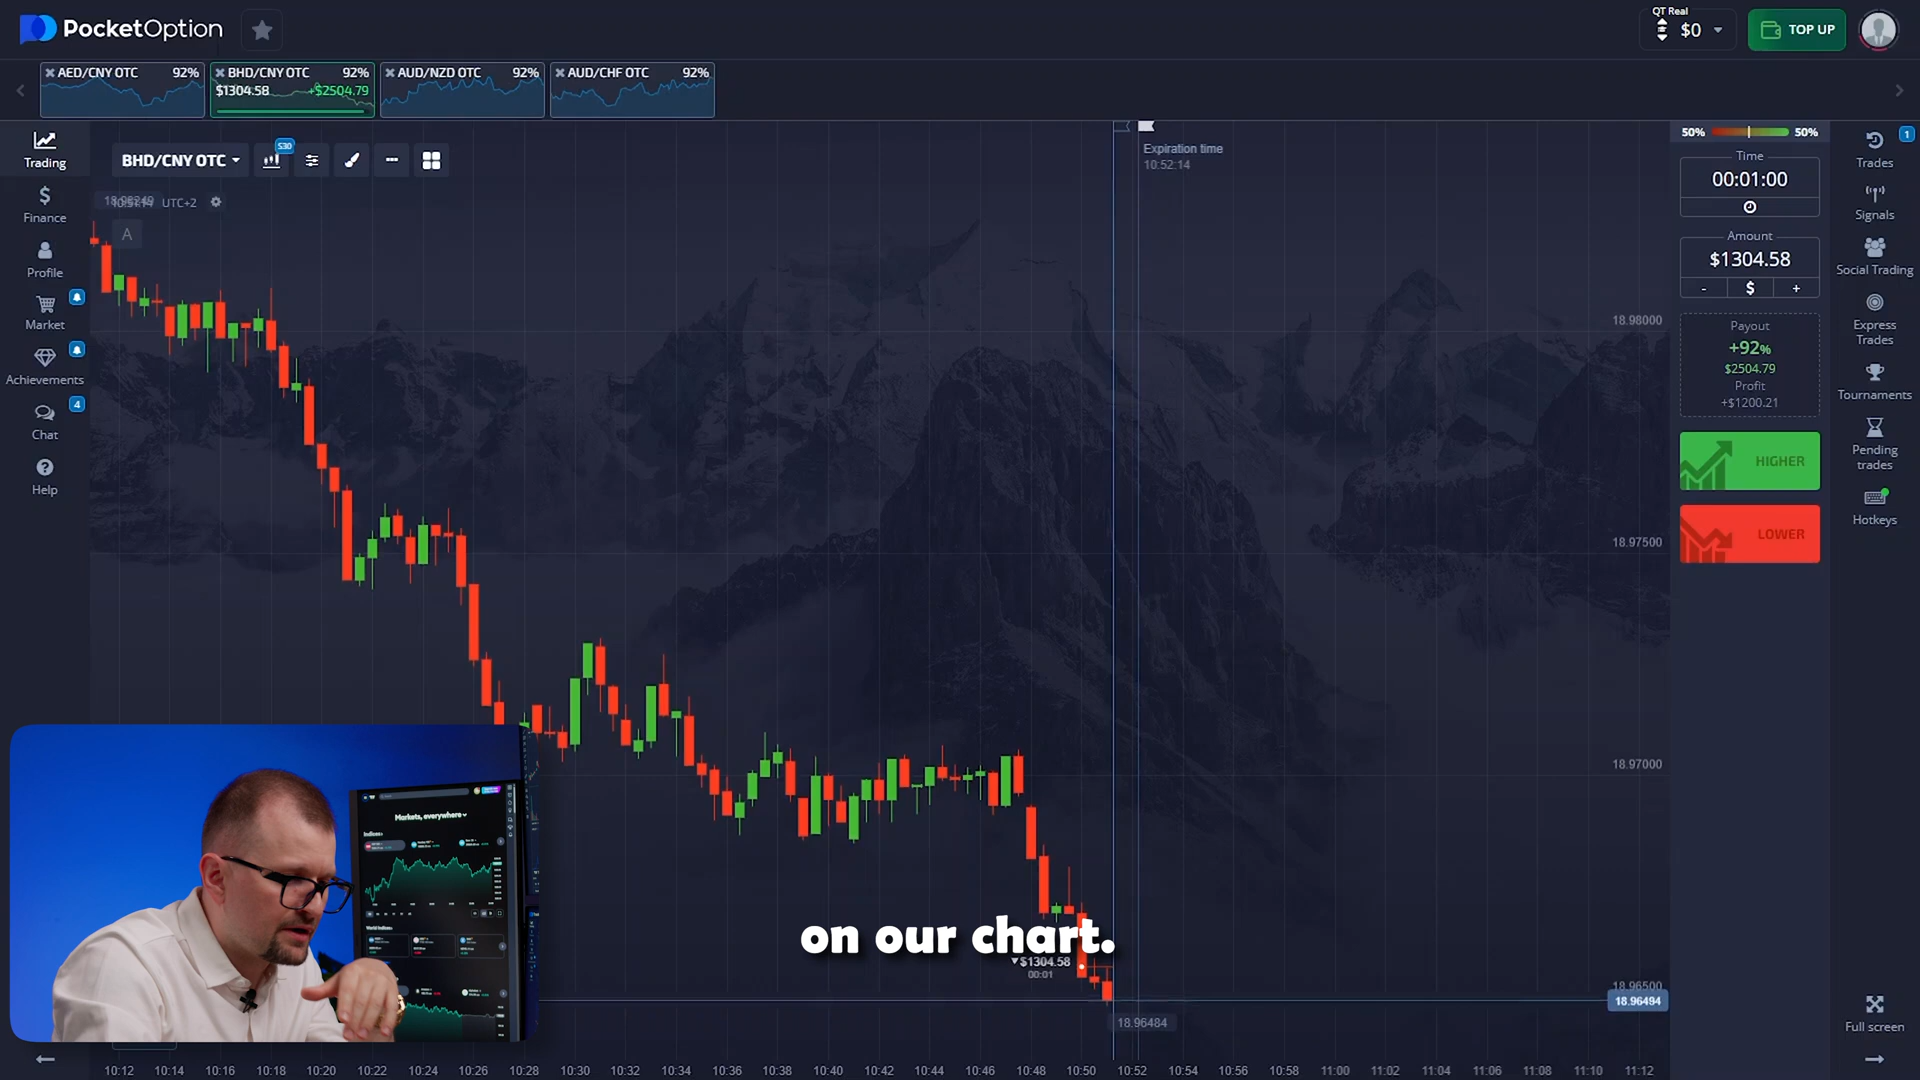 PocketOption
QT Real
$0
TOP UP
AED/CNY OTC 92%
BHD/CNY OTC 92%
$1304.58 +$2504.79
AUD/NZD OTC 92%
AUD/CHF OTC 92%
Trading
Finance
Profile
Market
Achievements
4
Chat
Help
BHD/CNY OTC
S30
UTC+2
A
Expiration time
10:52:14
18.98000
18.97500
18.97000
18.96500
18.96494
18.96484
$1304.58
00:01
on our chart.
Markets, everywhere
Indices
World indices
10:12 10:14 10:16 10:18 10:20 10:22 10:24 10:26 10:28 10:30 10:32 10:34 10:36 10:38 10:40 10:42 10:44 10:46 10:48 10:50 10:52 10:54 10:56 10:58 11:00 11:02 11:04 11:06 11:08 11:10 11:12
50% 50%
Time
00:01:00
Amount
$1304.58
- $ +
Payout
+92%
$2504.79
Profit
+$1200.21
HIGHER
LOWER
1
Trades
Signals
Social Trading
Express
Trades
Tournaments
Pending
trades
Hotkeys
Full screen